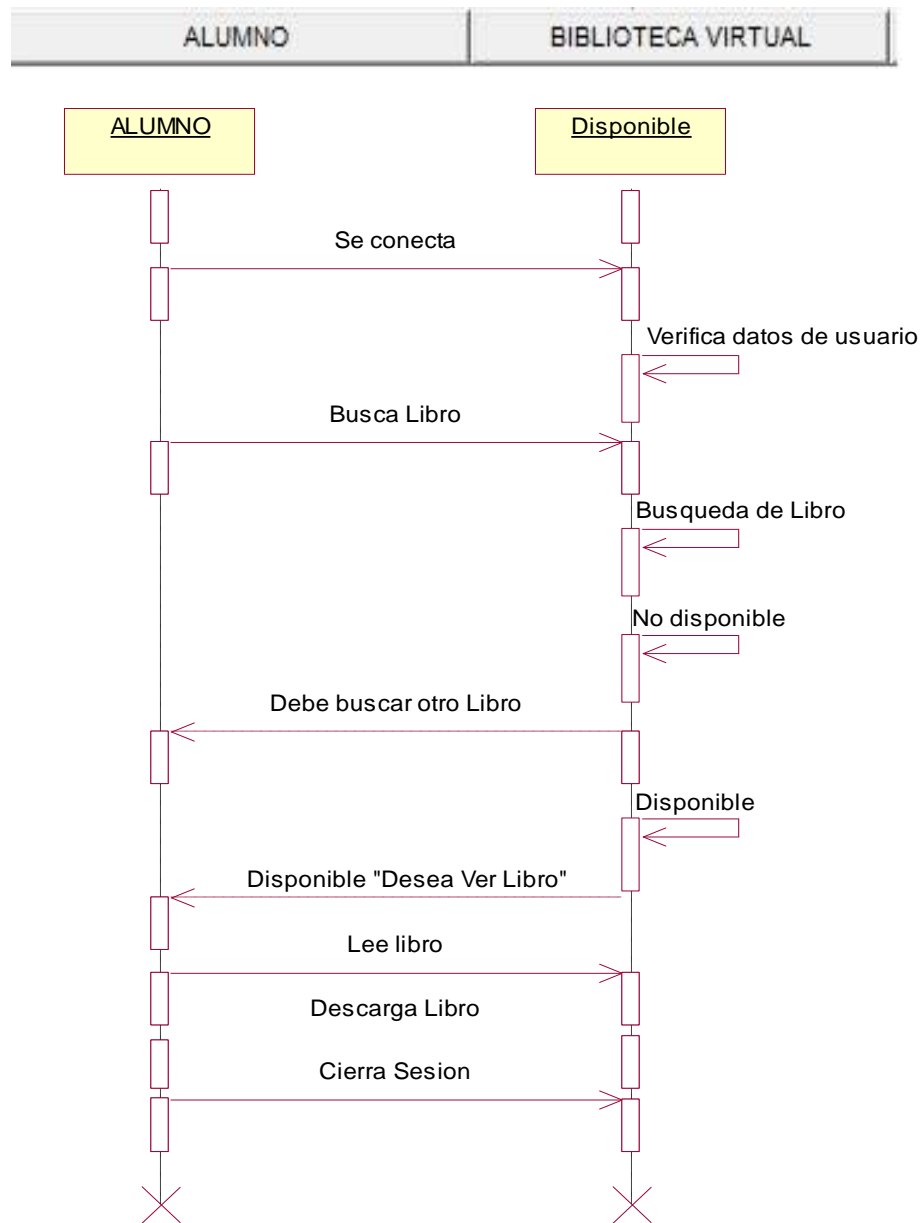 ALUMNO
BIBLIOTECA VIRTUAL
ALUMNO
Disponible
Se conecta
Verifica datos de usuario
Busca Libro
Busqueda de Libro
No disponible
Debe buscar otro Libro
Disponible
Disponible "Desea Ver Libro"
Lee libro
Descarga Libro
Cierra Sesion